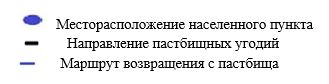 Месторасположение населенного пункта
Направление пастбищных угодий
Маршрут возвращения с пастбища